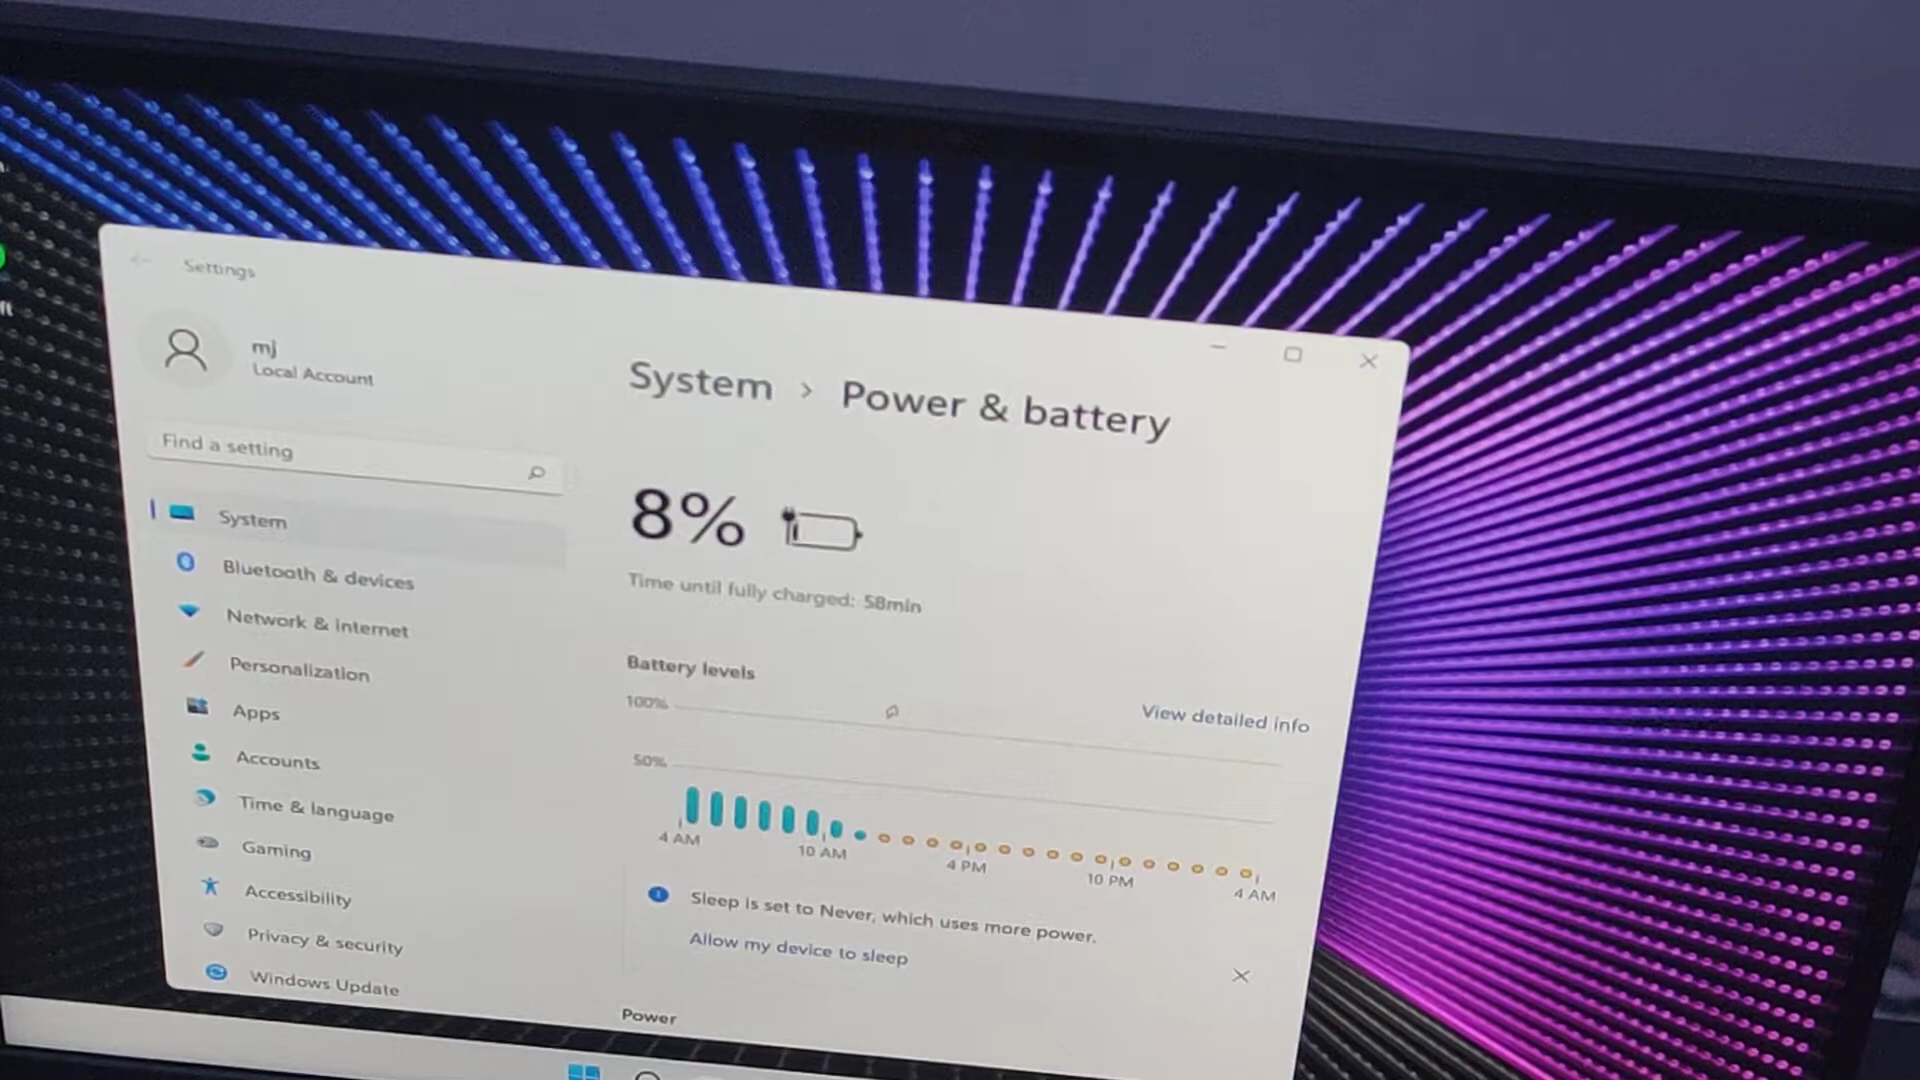 Settings
mj
Local Account
Find a setting
System
Bluetooth & devices
Network & internet
Personalization
Apps
Accounts
Time & language
Gaming
Accessibility
Privacy & security
Windows Update
System > Power & battery
8%
Time until fully charged: 58min
Battery levels
View detailed info
100%
50%
4 AM 10 AM 4 PM 10 PM 4 AM
Sleep is set to Never, which uses more power.
Allow my device to sleep
Power